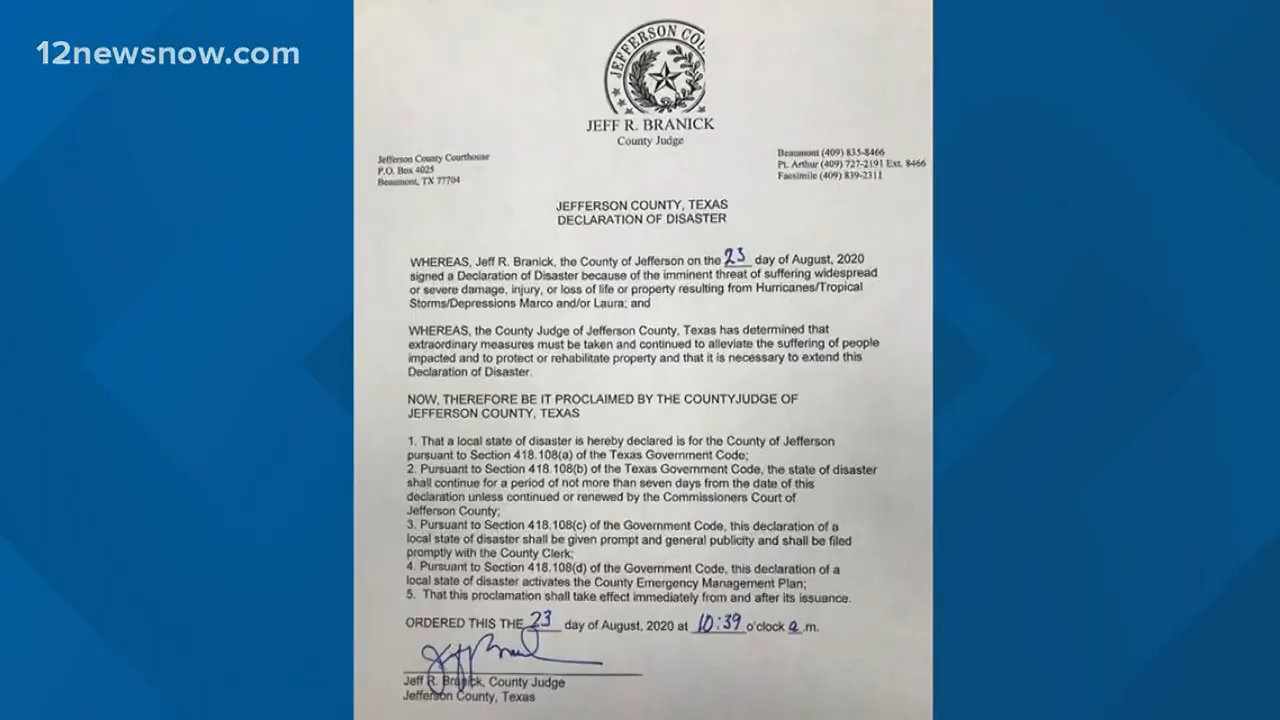 12newsnow.com
JEFFERSON COU
JEFF R. BRANICK
County Judge
Jefferson County Courthouse
P.O. Box 4025
Beaumont, TX 77704
Beaumont (409) 835-8466
Pt. Arthur (409) 727-2191 Ext. 8466
Facsimile (409) 839-2311
JEFFERSON COUNTY, TEXAS
DECLARATION OF DISASTER
WHEREAS, Jeff R. Branick, the County of Jefferson on the 23 day of August, 2020
signed a Declaration of Disaster because of the imminent threat of suffering widespread
or severe damage, injury, or loss of life or property resulting from Hurricanes/Tropical
Storms/Depressions Marco and/or Laura; and
WHEREAS, the County Judge of Jefferson County, Texas has determined that
extraordinary measures must be taken and continued to alleviate the suffering of people
impacted and to protect or rehabilitate property and that it is necessary to extend this
Declaration of Disaster.
NOW, THEREFORE BE IT PROCLAIMED BY THE COUNTYJUDGE OF
JEFFERSON COUNTY, TEXAS
1. That a local state of disaster is hereby declared is for the County of Jefferson
pursuant to Section 418.108(a) of the Texas Government Code;
2. Pursuant to Section 418.108(b) of the Texas Government Code, the state of disaster
shall continue for a period of not more than seven days from the date of this
declaration unless continued or renewed by the Commissioners Court of
Jefferson County;
3. Pursuant to Section 418.108(c) of the Government Code, this declaration of a
local state of disaster shall be given prompt and general publicity and shall be filed
promptly with the County Clerk;
4. Pursuant to Section 418.108(d) of the Government Code, this declaration of a
local state of disaster activates the County Emergency Management Plan;
5. That this proclamation shall take effect immediately from and after its issuance.
ORDERED THIS THE 23 day of August, 2020 at 10:39 o'clock a.m.
Jeff R. Branick, County Judge
Jefferson County, Texas